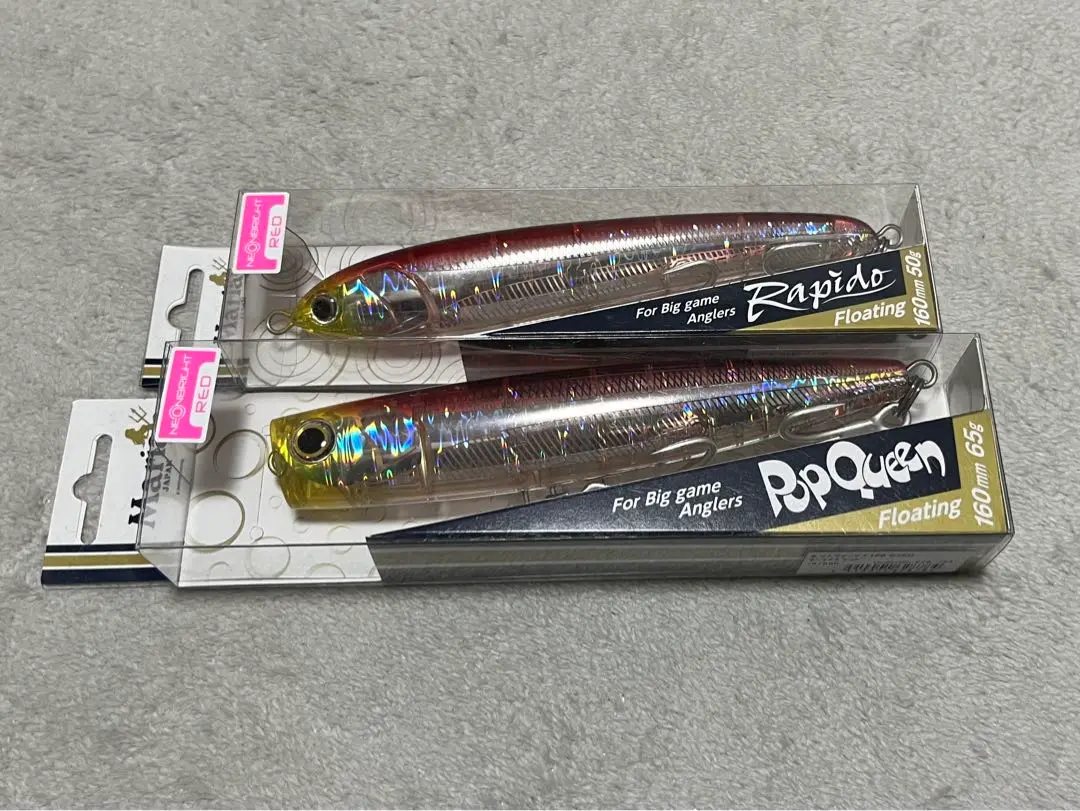 NEONBRIGHT
RED
For Big game
Anglers
Rapido
Floating
160mm 50g
NEONBRIGHT
RED
JAPAN
For Big game
Anglers
PopQueen
Floating
160mm 65g